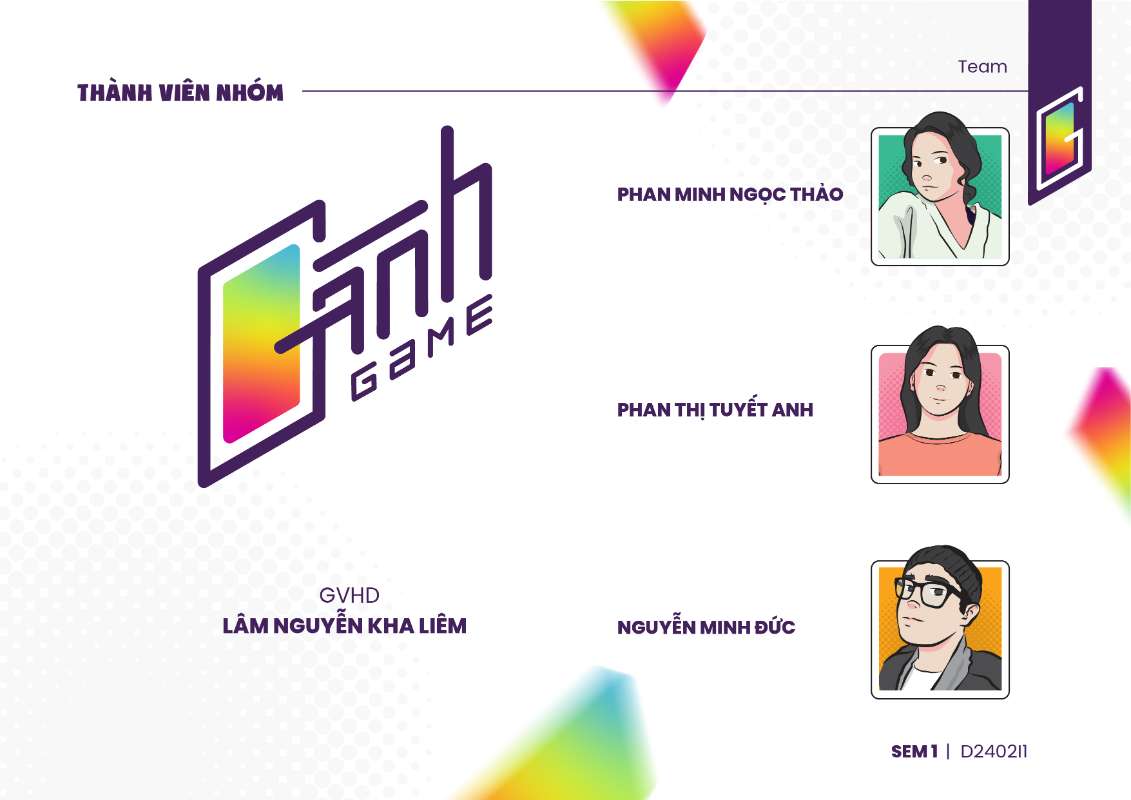 THÀNH VIÊN NHÓM
Team
G
Gánh
GAME
PHAN MINH NGỌC THẢO
PHAN THỊ TUYẾT ANH
GVHD
LÂM NGUYỄN KHA LIÊM
NGUYỄN MINH ĐỨC
SEM 1 | D2402I1